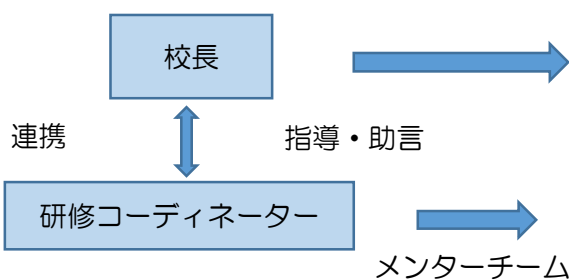 校長
連携
指導・助言
研修コーディネーター
メンターチーム